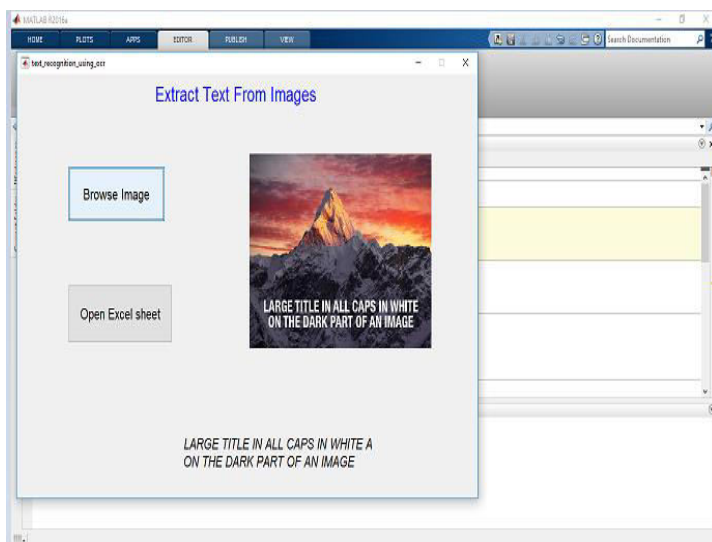 MATLAB R2016a
HOME PLOTS APPS EDITOR PUBLISH VIEW
Search Documentation
text_recognition_using_ocr
Extract Text From Images
Browse Image
Open Excel sheet
LARGE TITLE IN ALL CAPS IN WHITE
ON THE DARK PART OF AN IMAGE
LARGE TITLE IN ALL CAPS IN WHITE A
ON THE DARK PART OF AN IMAGE